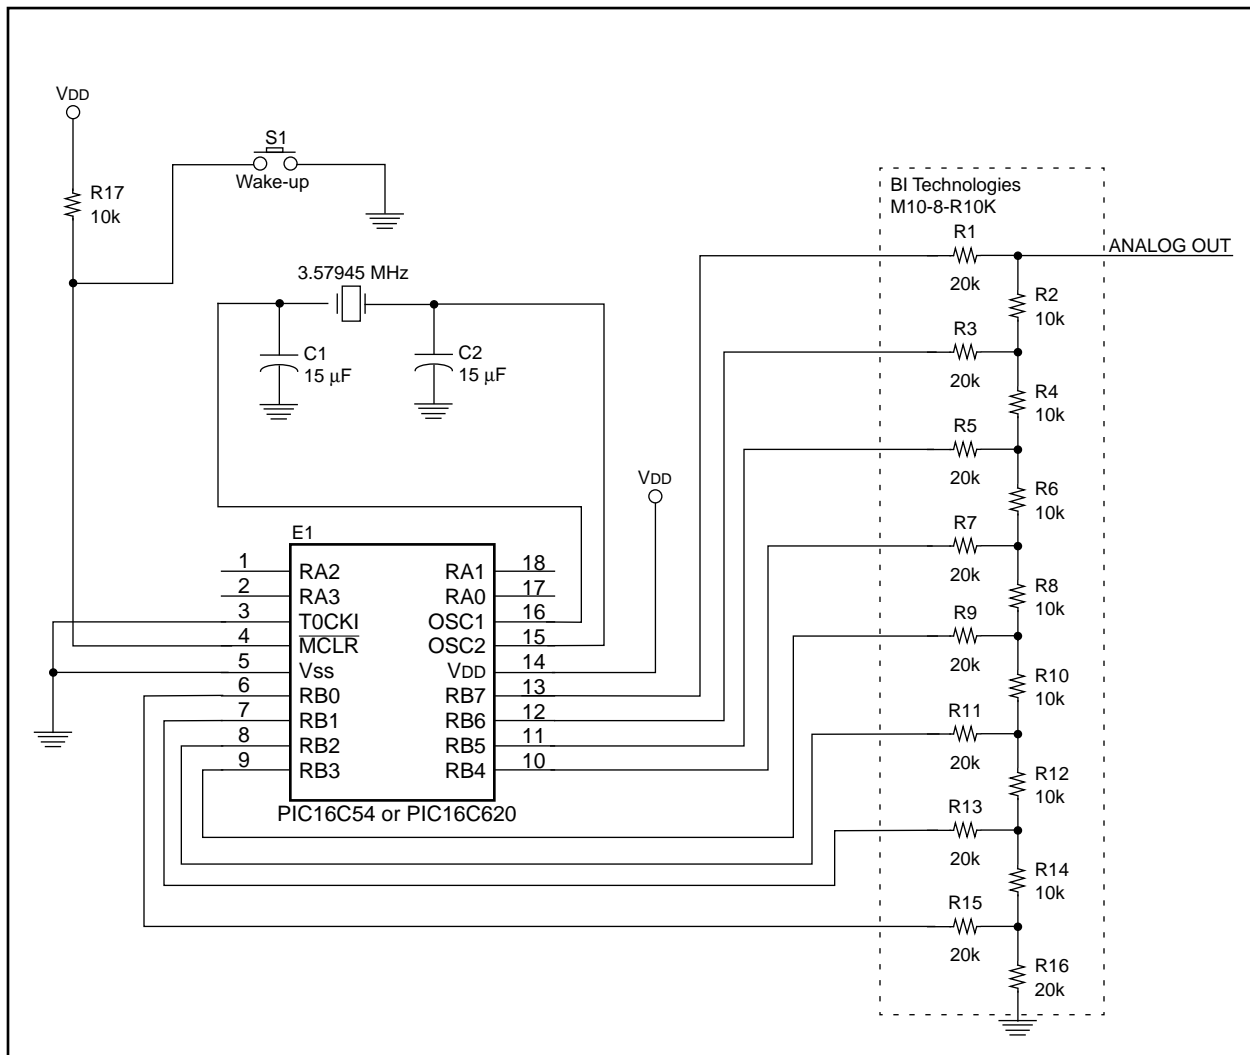 VDD
R17
10k
S1
Wake-up
3.57945 MHz
C1
15 μF
C2
15 μF
VDD
E1
1
RA2
2
RA3
3
T0CKI
4
MCLR
5
Vss
6
RB0
7
RB1
8
RB2
9
RB3
RA1
18
RA0
17
OSC1
16
OSC2
15
VDD
14
RB7
13
RB6
12
RB5
11
RB4
10
PIC16C54 or PIC16C620
BI Technologies
M10-8-R10K
R1
20k
ANALOG OUT
R2
10k
R3
20k
R4
10k
R5
20k
R6
10k
R7
20k
R8
10k
R9
20k
R10
10k
R11
20k
R12
10k
R13
20k
R14
10k
R15
20k
R16
20k